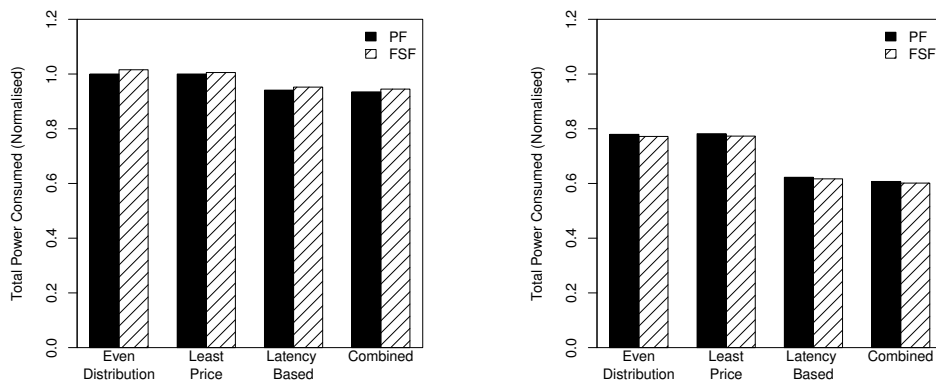 Total Power Consumed (Normalised)
0.0 0.2 0.4 0.6 0.8 1.0 1.2
PF
FSF
Even Distribution
Least Price
Latency Based
Combined
Total Power Consumed (Normalised)
0.0 0.2 0.4 0.6 0.8 1.0 1.2
PF
FSF
Even Distribution
Least Price
Latency Based
Combined